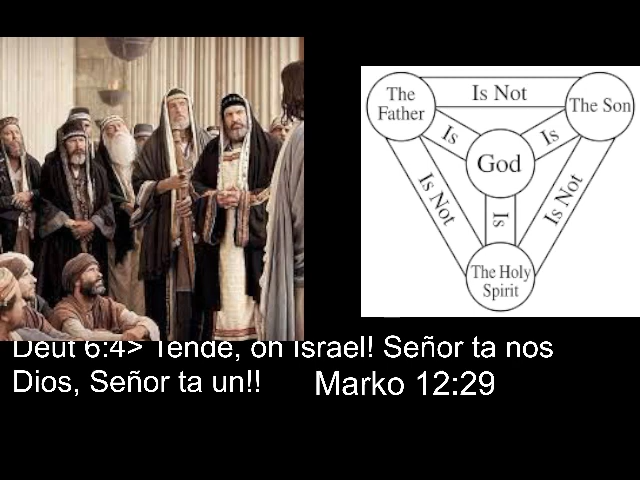 The Father
Is Not
The Son
Is
Is
God
Is Not
Is
Is Not
The Holy Spirit
Deut 6:4> Tende, oh Israel! Señor ta nos
Dios, Señor ta un!!
Marko 12:29